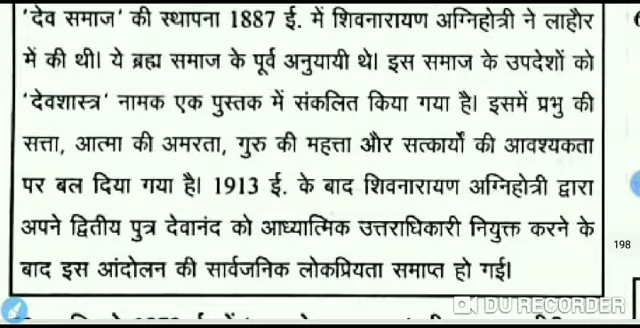 'देव समाज' की स्थापना 1887 ई. में शिवनारायण अग्निहोत्री ने लाहौर
में की थी। ये ब्रह्म समाज के पूर्व अनुयायी थे। इस समाज के उपदेशों को
'देवशास्त्र' नामक एक पुस्तक में संकलित किया गया है। इसमें प्रभु की
सत्ता, आत्मा की अमरता, गुरु की महत्ता और सत्कार्यों की आवश्यकता
पर बल दिया गया है। 1913 ई. के बाद शिवनारायण अग्निहोत्री द्वारा
अपने द्वितीय पुत्र देवानंद को आध्यात्मिक उत्तराधिकारी नियुक्त करने के
बाद इस आंदोलन की सार्वजनिक लोकप्रियता समाप्त हो गई।
198
DU RECORDER